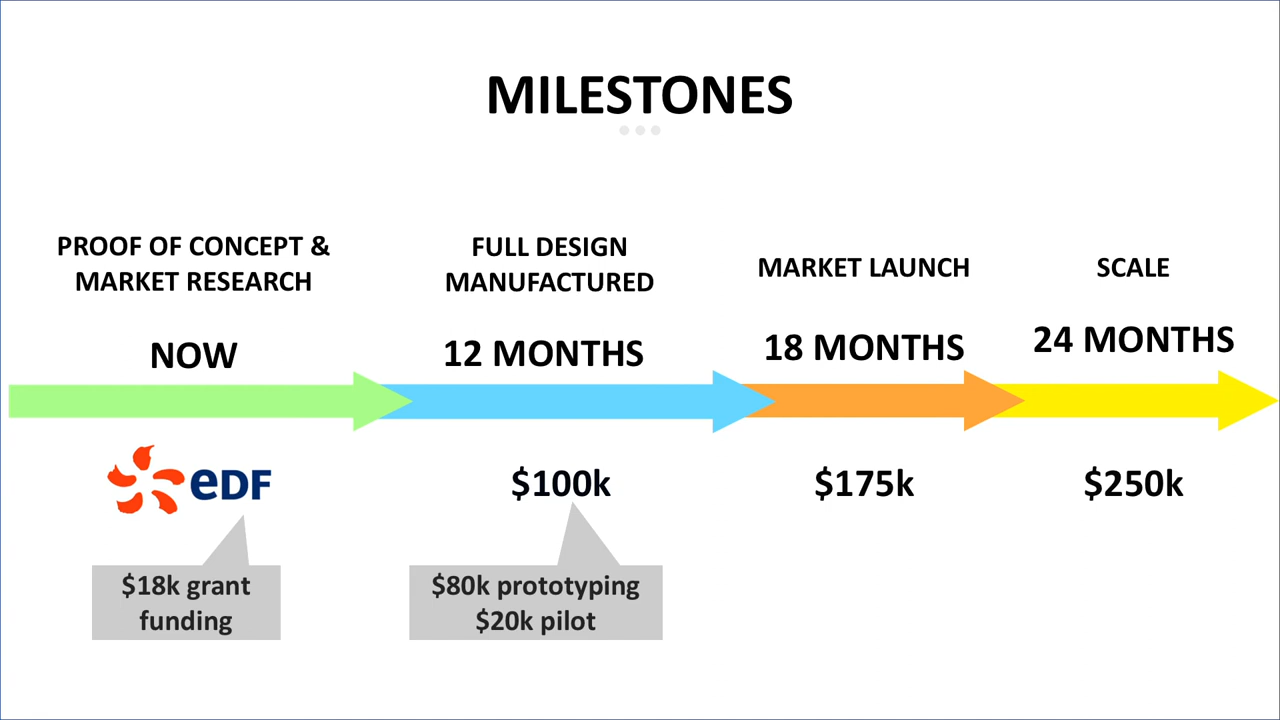 MILESTONES
PROOF OF CONCEPT &
MARKET RESEARCH
FULL DESIGN
MANUFACTURED
MARKET LAUNCH
SCALE
NOW
12 MONTHS
18 MONTHS
24 MONTHS
eDF
$100k
$175k
$250k
$18k grant
funding
$80k prototyping
$20k pilot